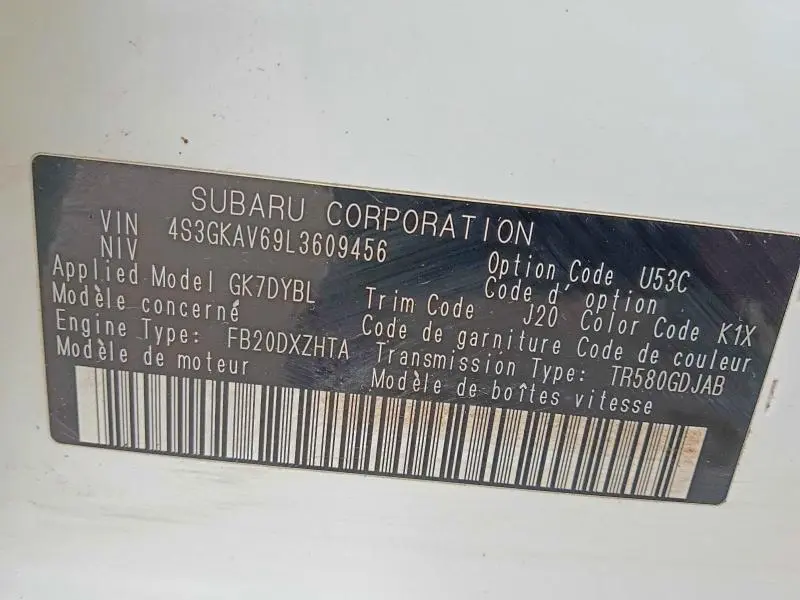 SUBARU CORPORATION
VIN
NIV
4S3GKAV69L3609456
Option Code U53C
Code d'option
Applied Model GK7DYBL
Modèle concerné
Trim Code J20 Color Code K1X
Code de garniture Code de couleur
Engine Type: FB20DXZHTA
Modèle de moteur
Transmission Type: TR580GDJAB
Modèle de boîtes vitesse